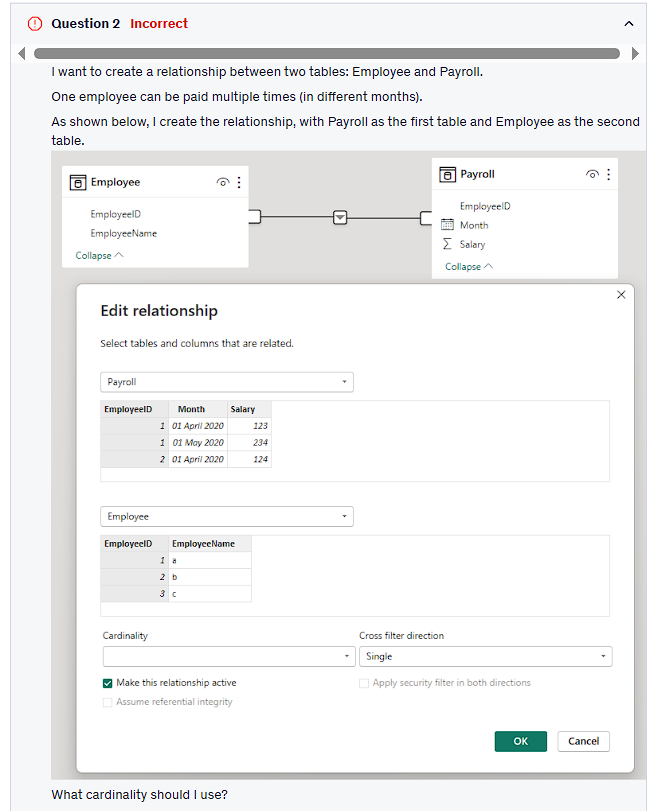 Question 2 Incorrect
I want to create a relationship between two tables: Employee and Payroll.
One employee can be paid multiple times (in different months).
As shown below, I create the relationship, with Payroll as the first table and Employee as the second
table.
Employee
EmployeeID
EmployeeName
Collapse
Payroll
EmployeeID
Month
Σ Salary
Collapse
Edit relationship
Select tables and columns that are related.
Payroll
EmployeeID Month Salary
1 01 April 2020 123
1 01 May 2020 234
2 01 April 2020 124
Employee
EmployeeID EmployeeName
1 a
2 b
3 c
Cardinality Cross filter direction
Single
Make this relationship active Apply security filter in both directions
Assume referential integrity
OK Cancel
What cardinality should I use?